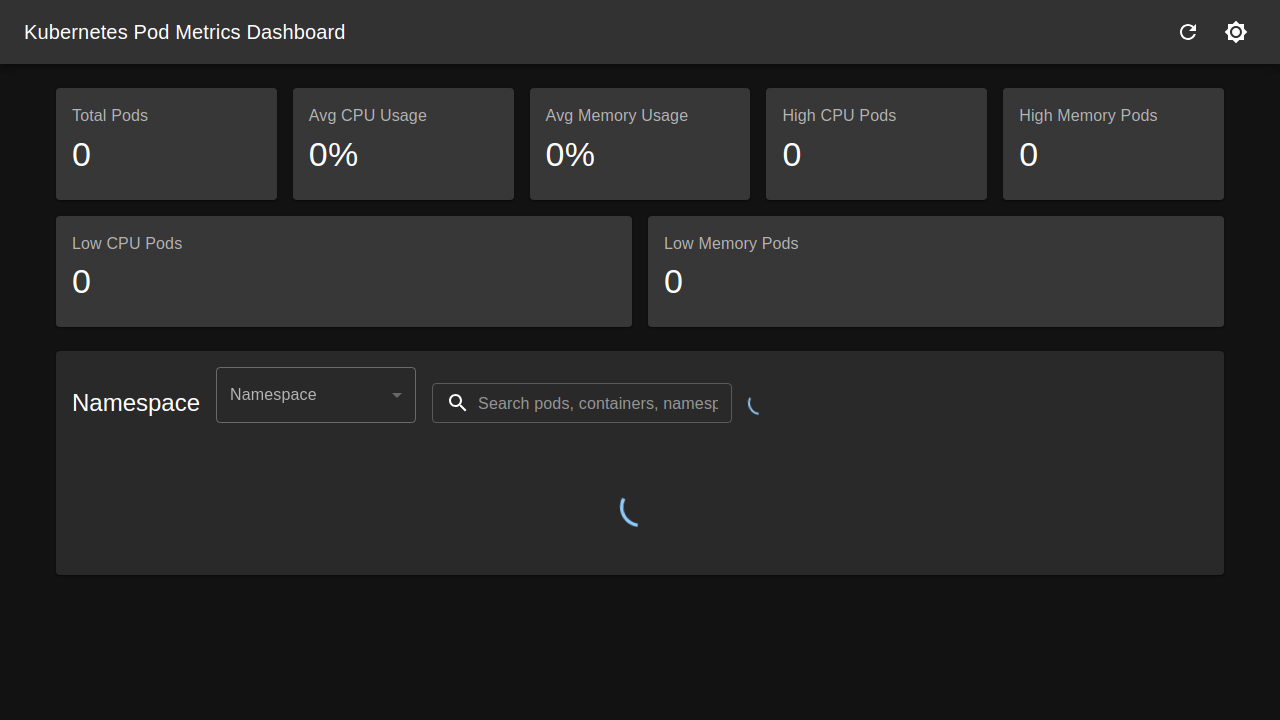 Kubernetes Pod Metrics Dashboard
Total Pods
0
Avg CPU Usage
0%
Avg Memory Usage
0%
High CPU Pods
0
High Memory Pods
0
Low CPU Pods
0
Low Memory Pods
0
Namespace
Namespace
Search pods, containers, namesp